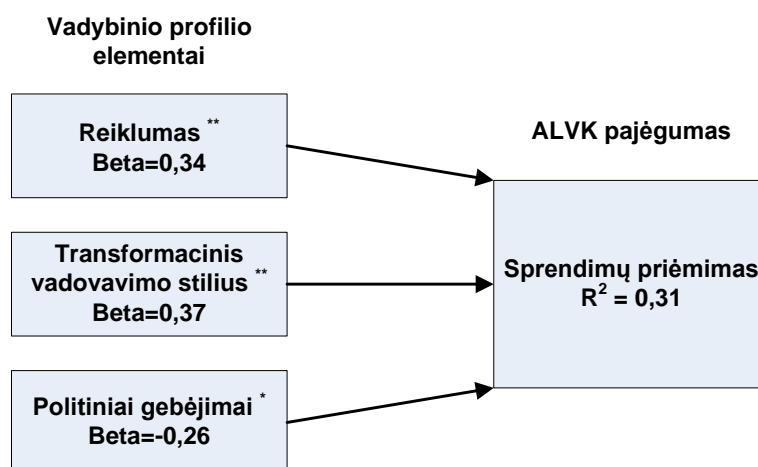 Vadybinio profilio
elementai
Reiklumas **
Beta=0,34
Transformacinis
vadovavimo stilius **
Beta=0,37
Politiniai gebėjimai *
Beta=-0,26
ALVK pajėgumas
Sprendimų priėmimas
R² = 0,31